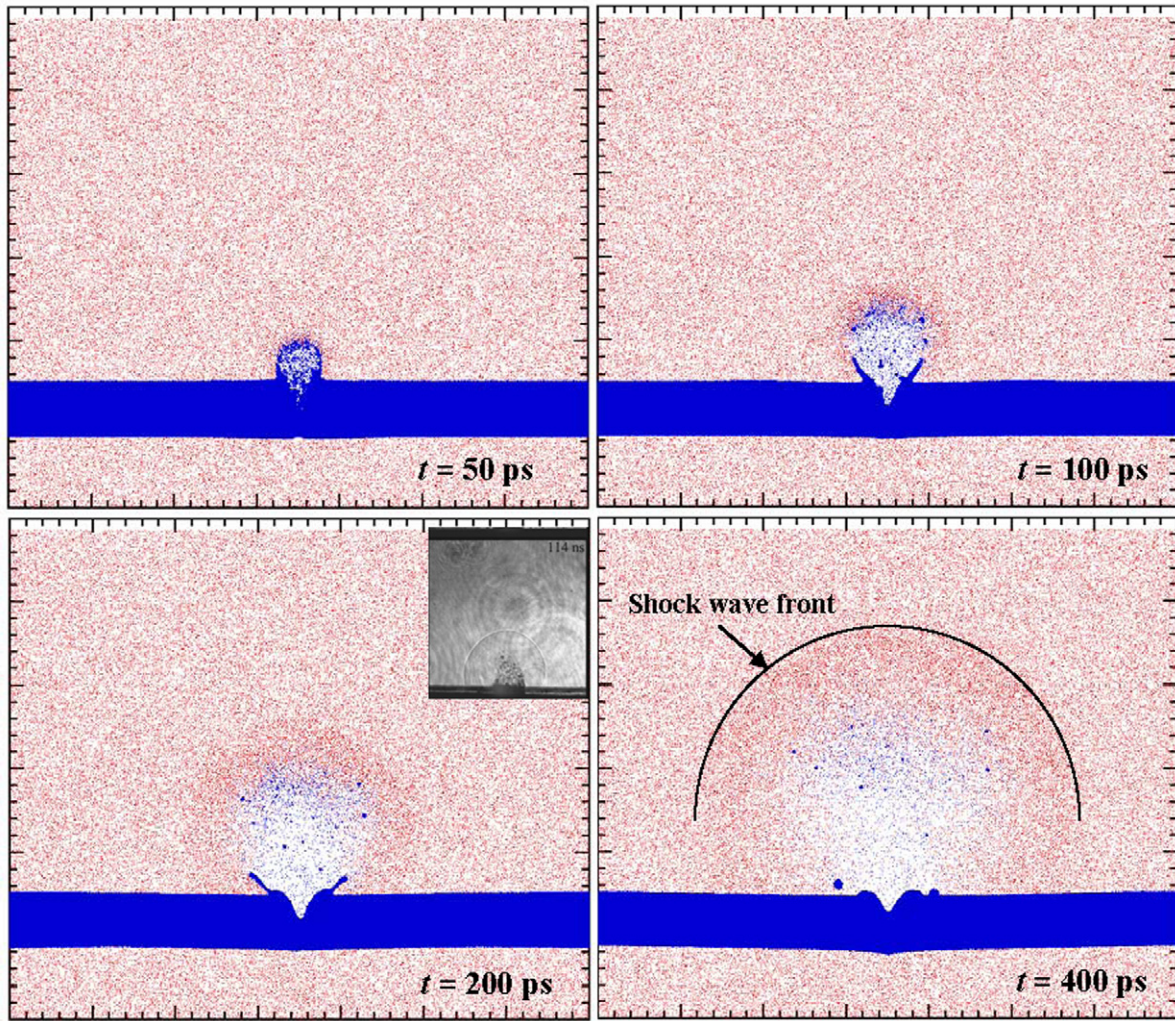 t = 50 ps
t = 100 ps
114 ns
t = 200 ps
Shock wave front
t = 400 ps